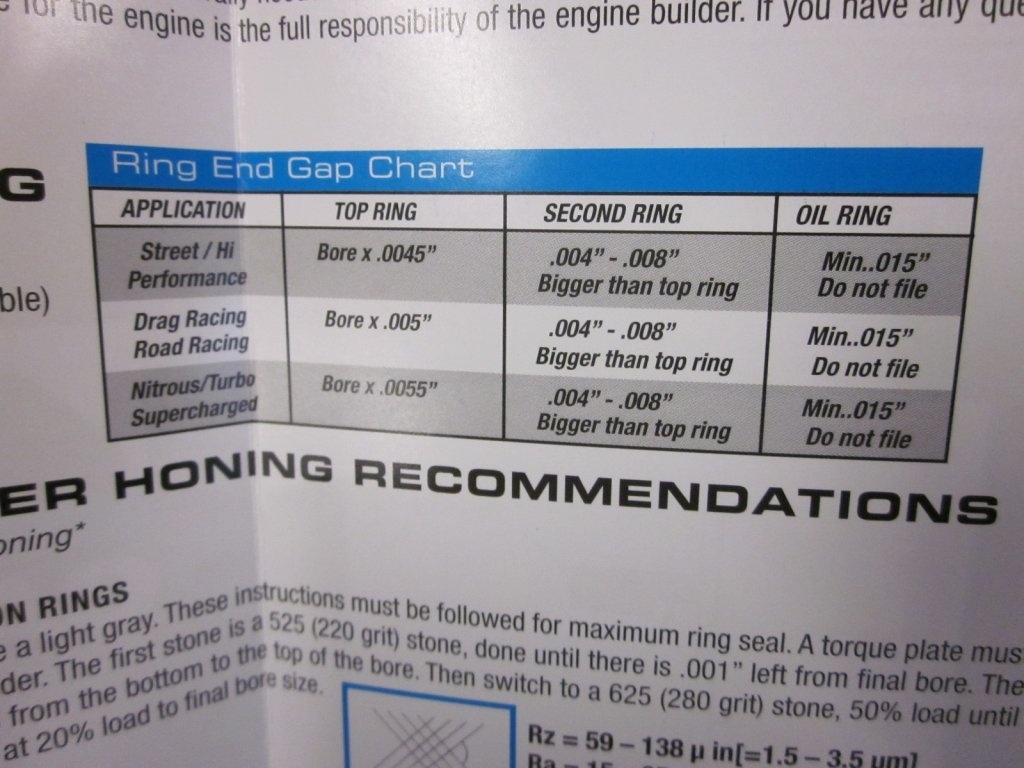 for the engine is the full responsibility of the engine builder. If you have any
G
Ring End Gap Chart
APPLICATION TOP RING SECOND RING OIL RING
Street / Hi Performance Bore x .0045” .004” - .008” Bigger than top ring Min..015” Do not file
Drag Racing Road Racing Bore x .005” .004” - .008” Bigger than top ring Min..015” Do not file
Nitrous/Turbo Supercharged Bore x .0055” .004” - .008” Bigger than top ring Min..015” Do not file
ble)
ER HONING RECOMMENDATIONS
oning*
ON RINGS
a light gray. These instructions must be followed for maximum ring seal. A torque plate mus
der. The first stone is a 525 (220 grit) stone, done until there is .001” left from final bore. The
from the bottom to the top of the bore. Then switch to a 625 (280 grit) stone, 50% load until
at 20% load to final bore size.
Rz = 59 – 138 µ in[=1.5 – 3.5 µm]